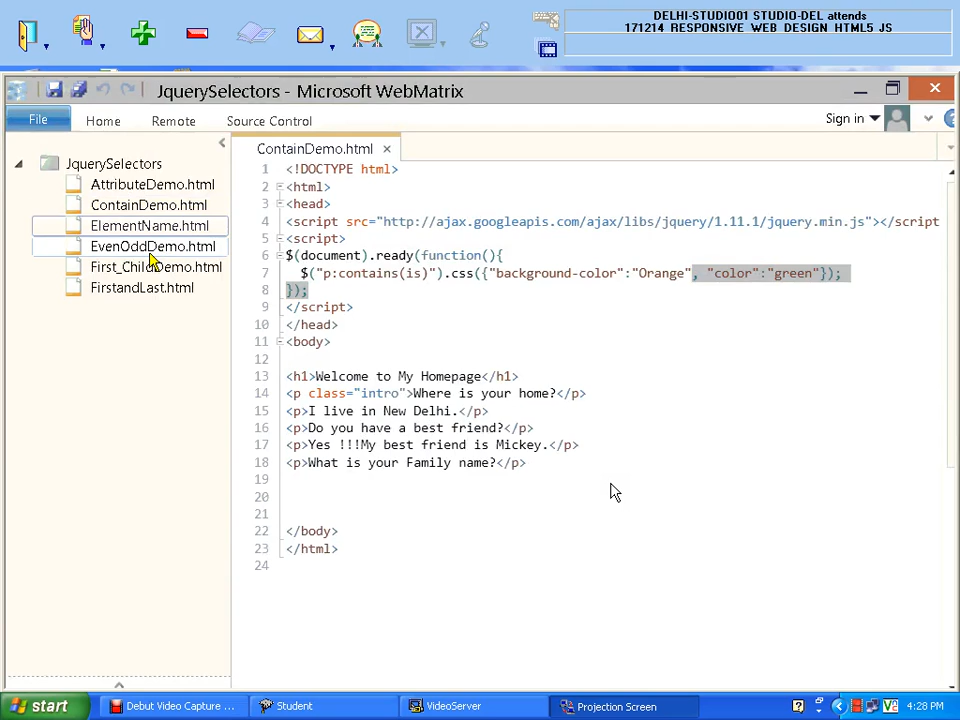 DELHI-STUDIO01 STUDIO-DEL attends
171214 RESPONSIVE WEB DESIGN HTML5 JS
JquerySelectors - Microsoft WebMatrix
File
Home
Remote
Source Control
Sign in
JquerySelectors
AttributeDemo.html
ContainDemo.html
ElementName.html
EvenOddDemo.html
First_ChildDemo.html
FirstandLast.html
ContainDemo.html
1 <!DOCTYPE html>
2 <html>
3 <head>
4 <script src="http://ajax.googleapis.com/ajax/libs/jquery/1.11.1/jquery.min.js"></script
5 <script>
6 $(document).ready(function(){
7 $("p:contains(is)").css({"background-color":"Orange", "color":"green"});
8 });
9 </script>
10 </head>
11 <body>
12
13 <h1>Welcome to My Homepage</h1>
14 <p class="intro">Where is your home?</p>
15 <p>I live in New Delhi.</p>
16 <p>Do you have a best friend?</p>
17 <p>Yes !!!My best friend is Mickey.</p>
18 <p>What is your Family name?</p>
19
20
21
22 </body>
23 </html>
24
start
Debut Video Capture ...
Student
VideoServer
Projection Screen
4:28 PM